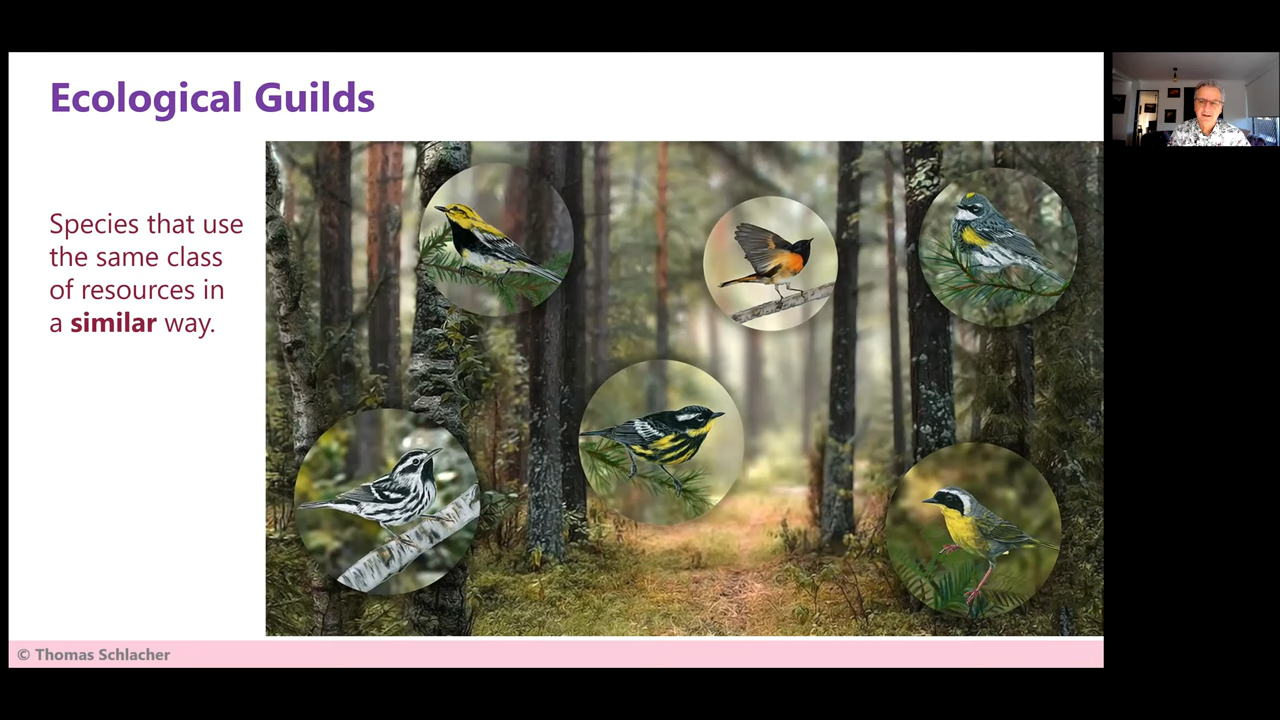 Ecological Guilds
Species that use
the same class
of resources in
a similar way.
© Thomas Schlacher